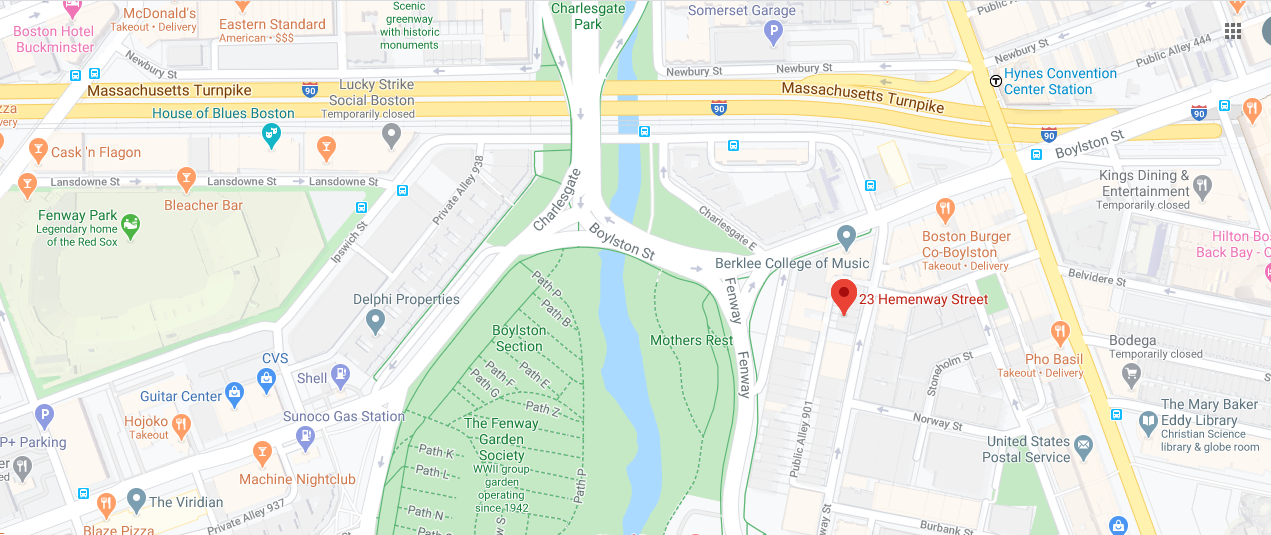 McDonald's
Takeout • Delivery
Boston Hotel
Buckminster
Eastern Standard
American • $$$
Scenic
greenway
with historic
monuments
Charlesgate
Park
Somerset Garage
Public
Newbury St
Public Alley 444
Newbury St
Newbury St
Newbury St
Hynes Convention
Center Station
Massachusetts Turnpike
90
Lucky Strike
Social Boston
Temporarily closed
90
Massachusetts Turnpike
90
90
House of Blues Boston
zza
very
Cask 'n Flagon
Boylston St
Lansdowne St
Lansdowne St
Lansdowne St
Bleacher Bar
Private Alley 938
Charlesgate
Kings Dining &
Entertainment
Temporarily closed
Fenway Park
Legendary home
of the Red Sox
Ipswich St
Charlesgate E
Boylston St
Boston Burger
Co-Boylston
Takeout • Delivery
Hilton Bos
Back Bay - C
Berklee College of Music
Belvidere St
Path-P
Path-B
Fenway
23 Hemenway Street
Delphi Properties
Boylston
Section
Mothers Rest
Bodega
Temporarily closed
Pho Basil
Takeout • Delivery
CVS
Shell
Guitar Center
Path-E
Path-F
Path-G
Fenway
Stoneholm St
Path-Z
Sunoco Gas Station
Hojoko
Takeout
Norway St
The Mary Baker
Eddy Library
Christian Science
library & globe room
P+ Parking
The Fenway
Garden
Society
WWII group
garden
operating
since 1942
Path-K
Path-L
Path-P
Public Alley 901
United States
Postal Service
er
ed
Machine Nightclub
The Viridian
Path N
w S
Blaze Pizza
Private Alley 937
way St
Burbank St